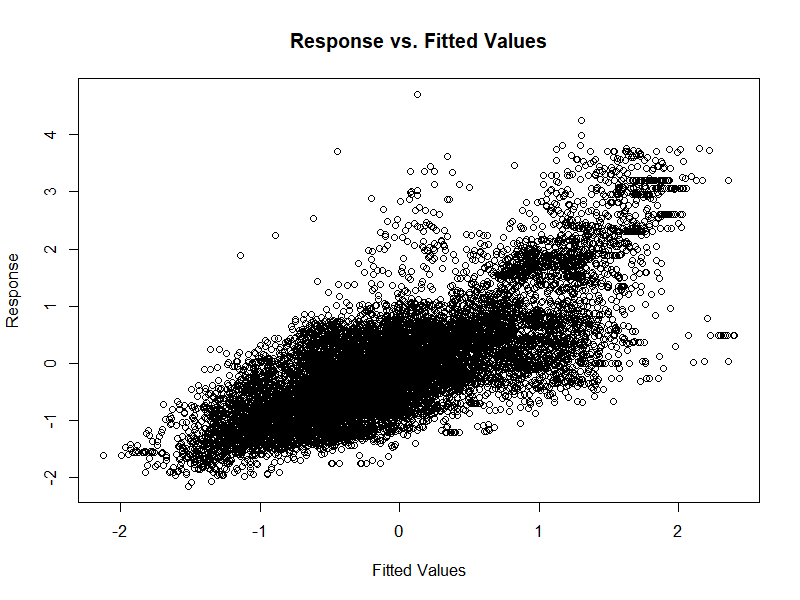 Response vs. Fitted Values
4
3
2
1
0
-1
-2
Response
-2 -1 0 1 2
Fitted Values